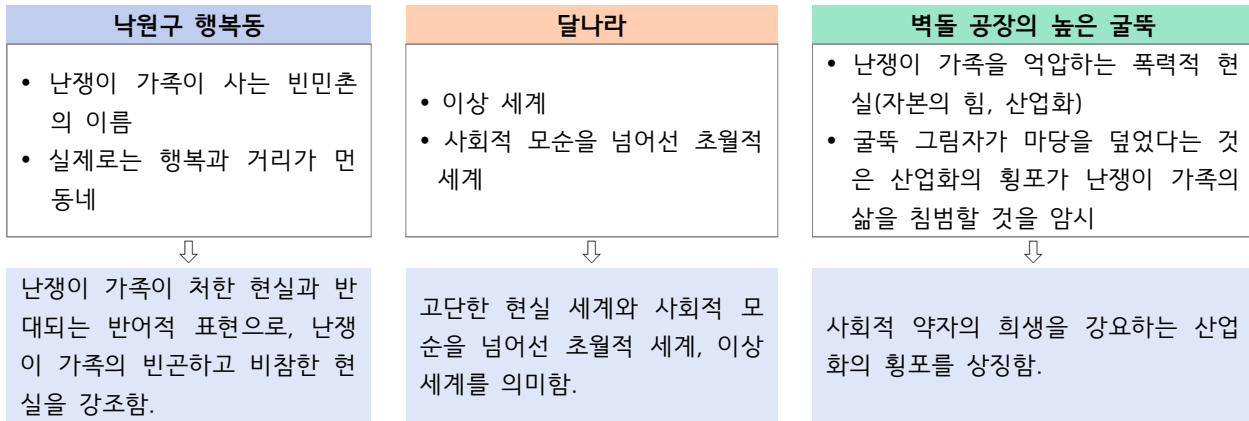 낙원구 행복동
• 난쟁이 가족이 사는 빈민촌
의 이름
• 실제로는 행복과 거리가 먼
동네
⇩
난쟁이 가족이 처한 현실과 반
대되는 반어적 표현으로, 난쟁
이 가족의 빈곤하고 비참한 현
실을 강조함.
달나라
• 이상 세계
• 사회적 모순을 넘어선 초월적
세계
⇩
고단한 현실 세계와 사회적 모
순을 넘어선 초월적 세계, 이상
세계를 의미함.
벽돌 공장의 높은 굴뚝
• 난쟁이 가족을 억압하는 폭력적 현
실(자본의 힘, 산업화)
• 굴뚝 그림자가 마당을 덮었다는 것
은 산업화의 횡포가 난쟁이 가족의
삶을 침범할 것을 암시
⇩
사회적 약자의 희생을 강요하는 산업
화의 횡포를 상징함.